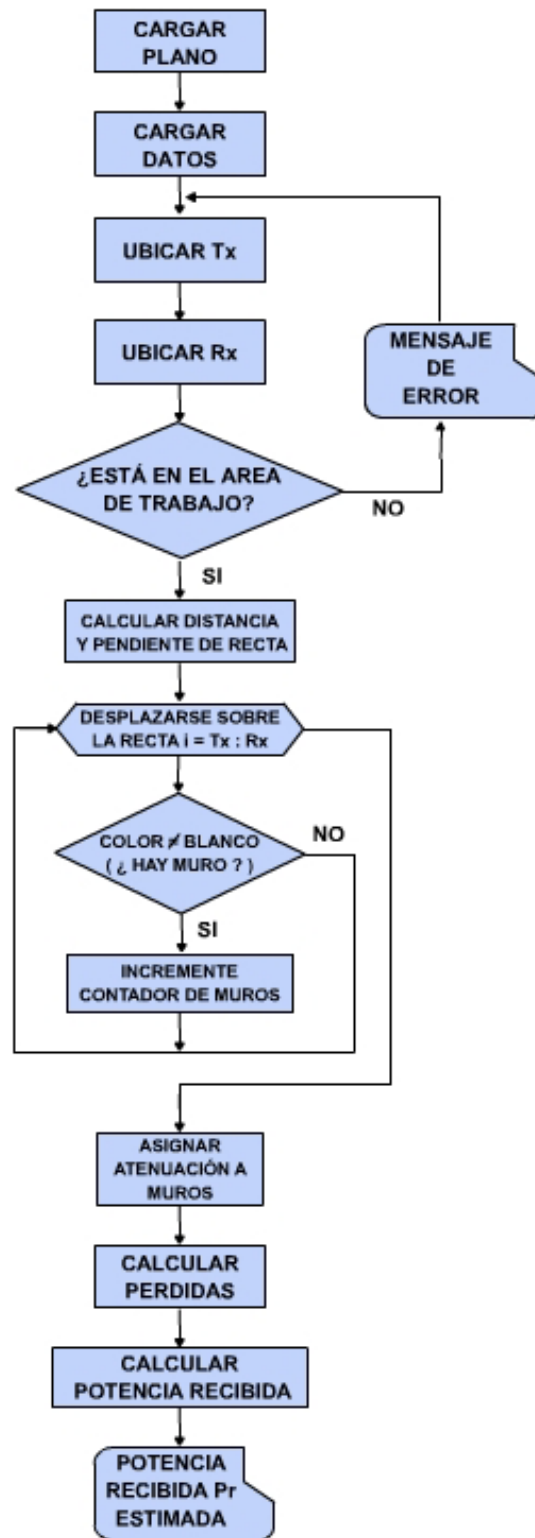 CARGAR
PLANO
CARGAR
DATOS
UBICAR Tx
UBICAR Rx
MENSAJE
DE
ERROR
¿ESTÁ EN EL AREA
DE TRABAJO?
NO
SI
CALCULAR DISTANCIA
Y PENDIENTE DE RECTA
DESPLAZARSE SOBRE
LA RECTA i = Tx : Rx
COLOR ≠ BLANCO
( ¿ HAY MURO ? )
NO
SI
INCREMENTE
CONTADOR DE MUROS
ASIGNAR
ATENUACIÓN A
MUROS
CALCULAR
PERDIDAS
CALCULAR
POTENCIA RECIBIDA
POTENCIA
RECIBIDA Pr
ESTIMADA